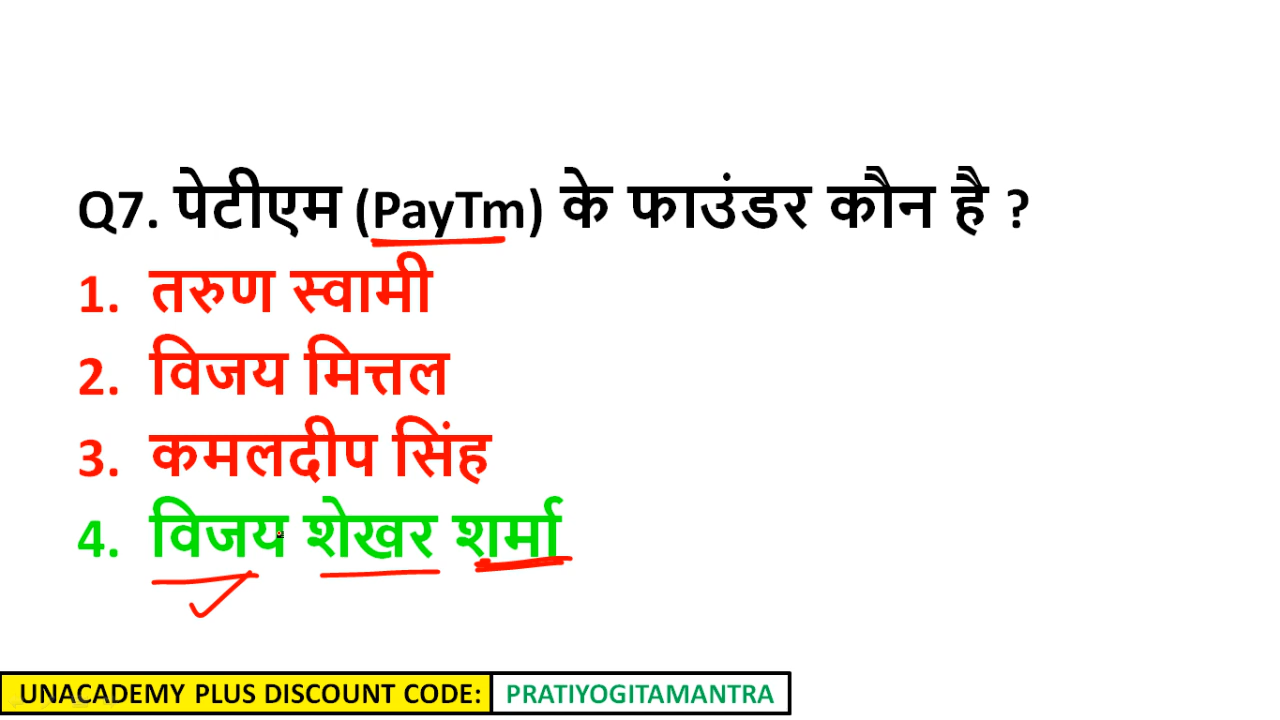 Q7. पेटीएम (PayTm) के फाउंडर कौन है ?
1. तरुण स्वामी
2. विजय मित्तल
3. कमलदीप सिंह
4. विजय शेखर शर्मा
UNACADEMY PLUS DISCOUNT CODE: PRATIYOGITAMANTRA